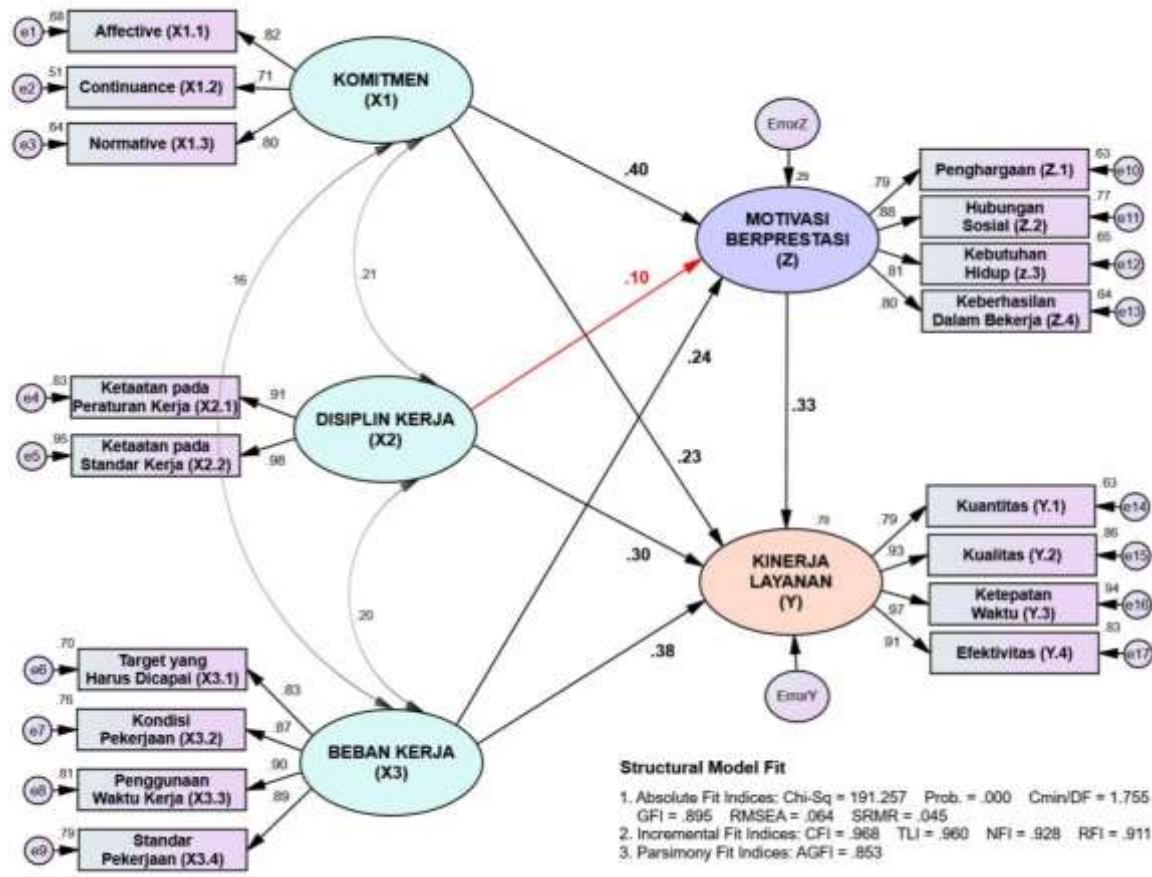 .68
e1
Affective (X1.1)
.82
.51
e2
Continuance (X1.2)
.71
.64
e3
Normative (X1.3)
.80
KOMITMEN
(X1)
ErrorZ
.40
MOTIVASI
BERPRESTASI
(Z)
.79
Penghargaan (Z.1)
.63
e10
.88
Hubungan
Sosial (Z.2)
.77
e11
.81
Kebutuhan
Hidup (z.3)
.65
e12
.80
Keberhasilan
Dalam Bekerja (Z.4)
.64
e13
.16
.21
.10
.24
.83
e4
Ketaatan pada
Peraturan Kerja (X2.1)
.91
.95
e5
Ketaatan pada
Standar Kerja (X2.2)
.98
DISIPLIN KERJA
(X2)
.33
.23
.30
KINERJA
LAYANAN
(Y)
.79
Kuantitas (Y.1)
.63
e14
.93
Kualitas (Y.2)
.86
e15
.97
Ketepatan
Waktu (Y.3)
.94
e16
.91
Efektivitas (Y.4)
.83
e17
.20
.38
ErrorY
.70
e6
Target yang
Harus Dicapai (X3.1)
.83
.76
e7
Kondisi
Pekerjaan (X3.2)
.87
.81
e8
Penggunaan
Waktu Kerja (X3.3)
.90
.79
e9
Standar
Pekerjaan (X3.4)
.89
BEBAN KERJA
(X3)
Structural Model Fit
1. Absolute Fit Indices: Chi-Sq = 191.257 Prob. = .000 Cmin/DF = 1.755
GFI = .895 RMSEA = .064 SRMR = .045
2. Incremental Fit Indices: CFI = .968 TLI = .960 NFI = .928 RFI = .911
3. Parsimony Fit Indices: AGFI = .853